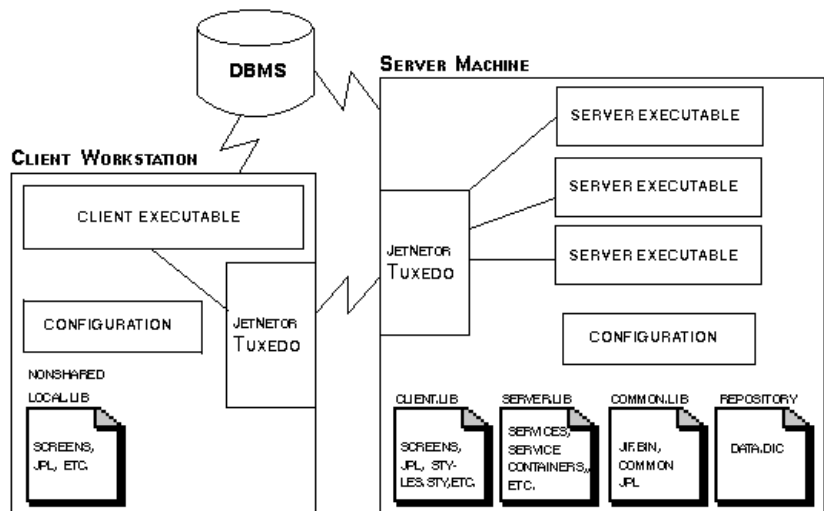 DBMS
SERVER MACHINE
SERVER EXECUTABLE
SERVER EXECUTABLE
SERVER EXECUTABLE
JETNETOR
TUXEDO
CONFIGURATION
CLIENT.LIB
SCREENS,
JPL, STY-
LES.STY,ETC.
SERVER.LIB
SERVICES,
SERVICE
CONTAINERS,,
ETC.
COMMON.LIB
JIF.BIN,
COMMON
JPL
REPOSITORY
DATA.DIC
CLIENT WORKSTATION
CLIENT EXECUTABLE
CONFIGURATION
JETNETOR
TUXEDO
NONSHARED
LOCAL.LIB
SCREENS,
JPL, ETC.